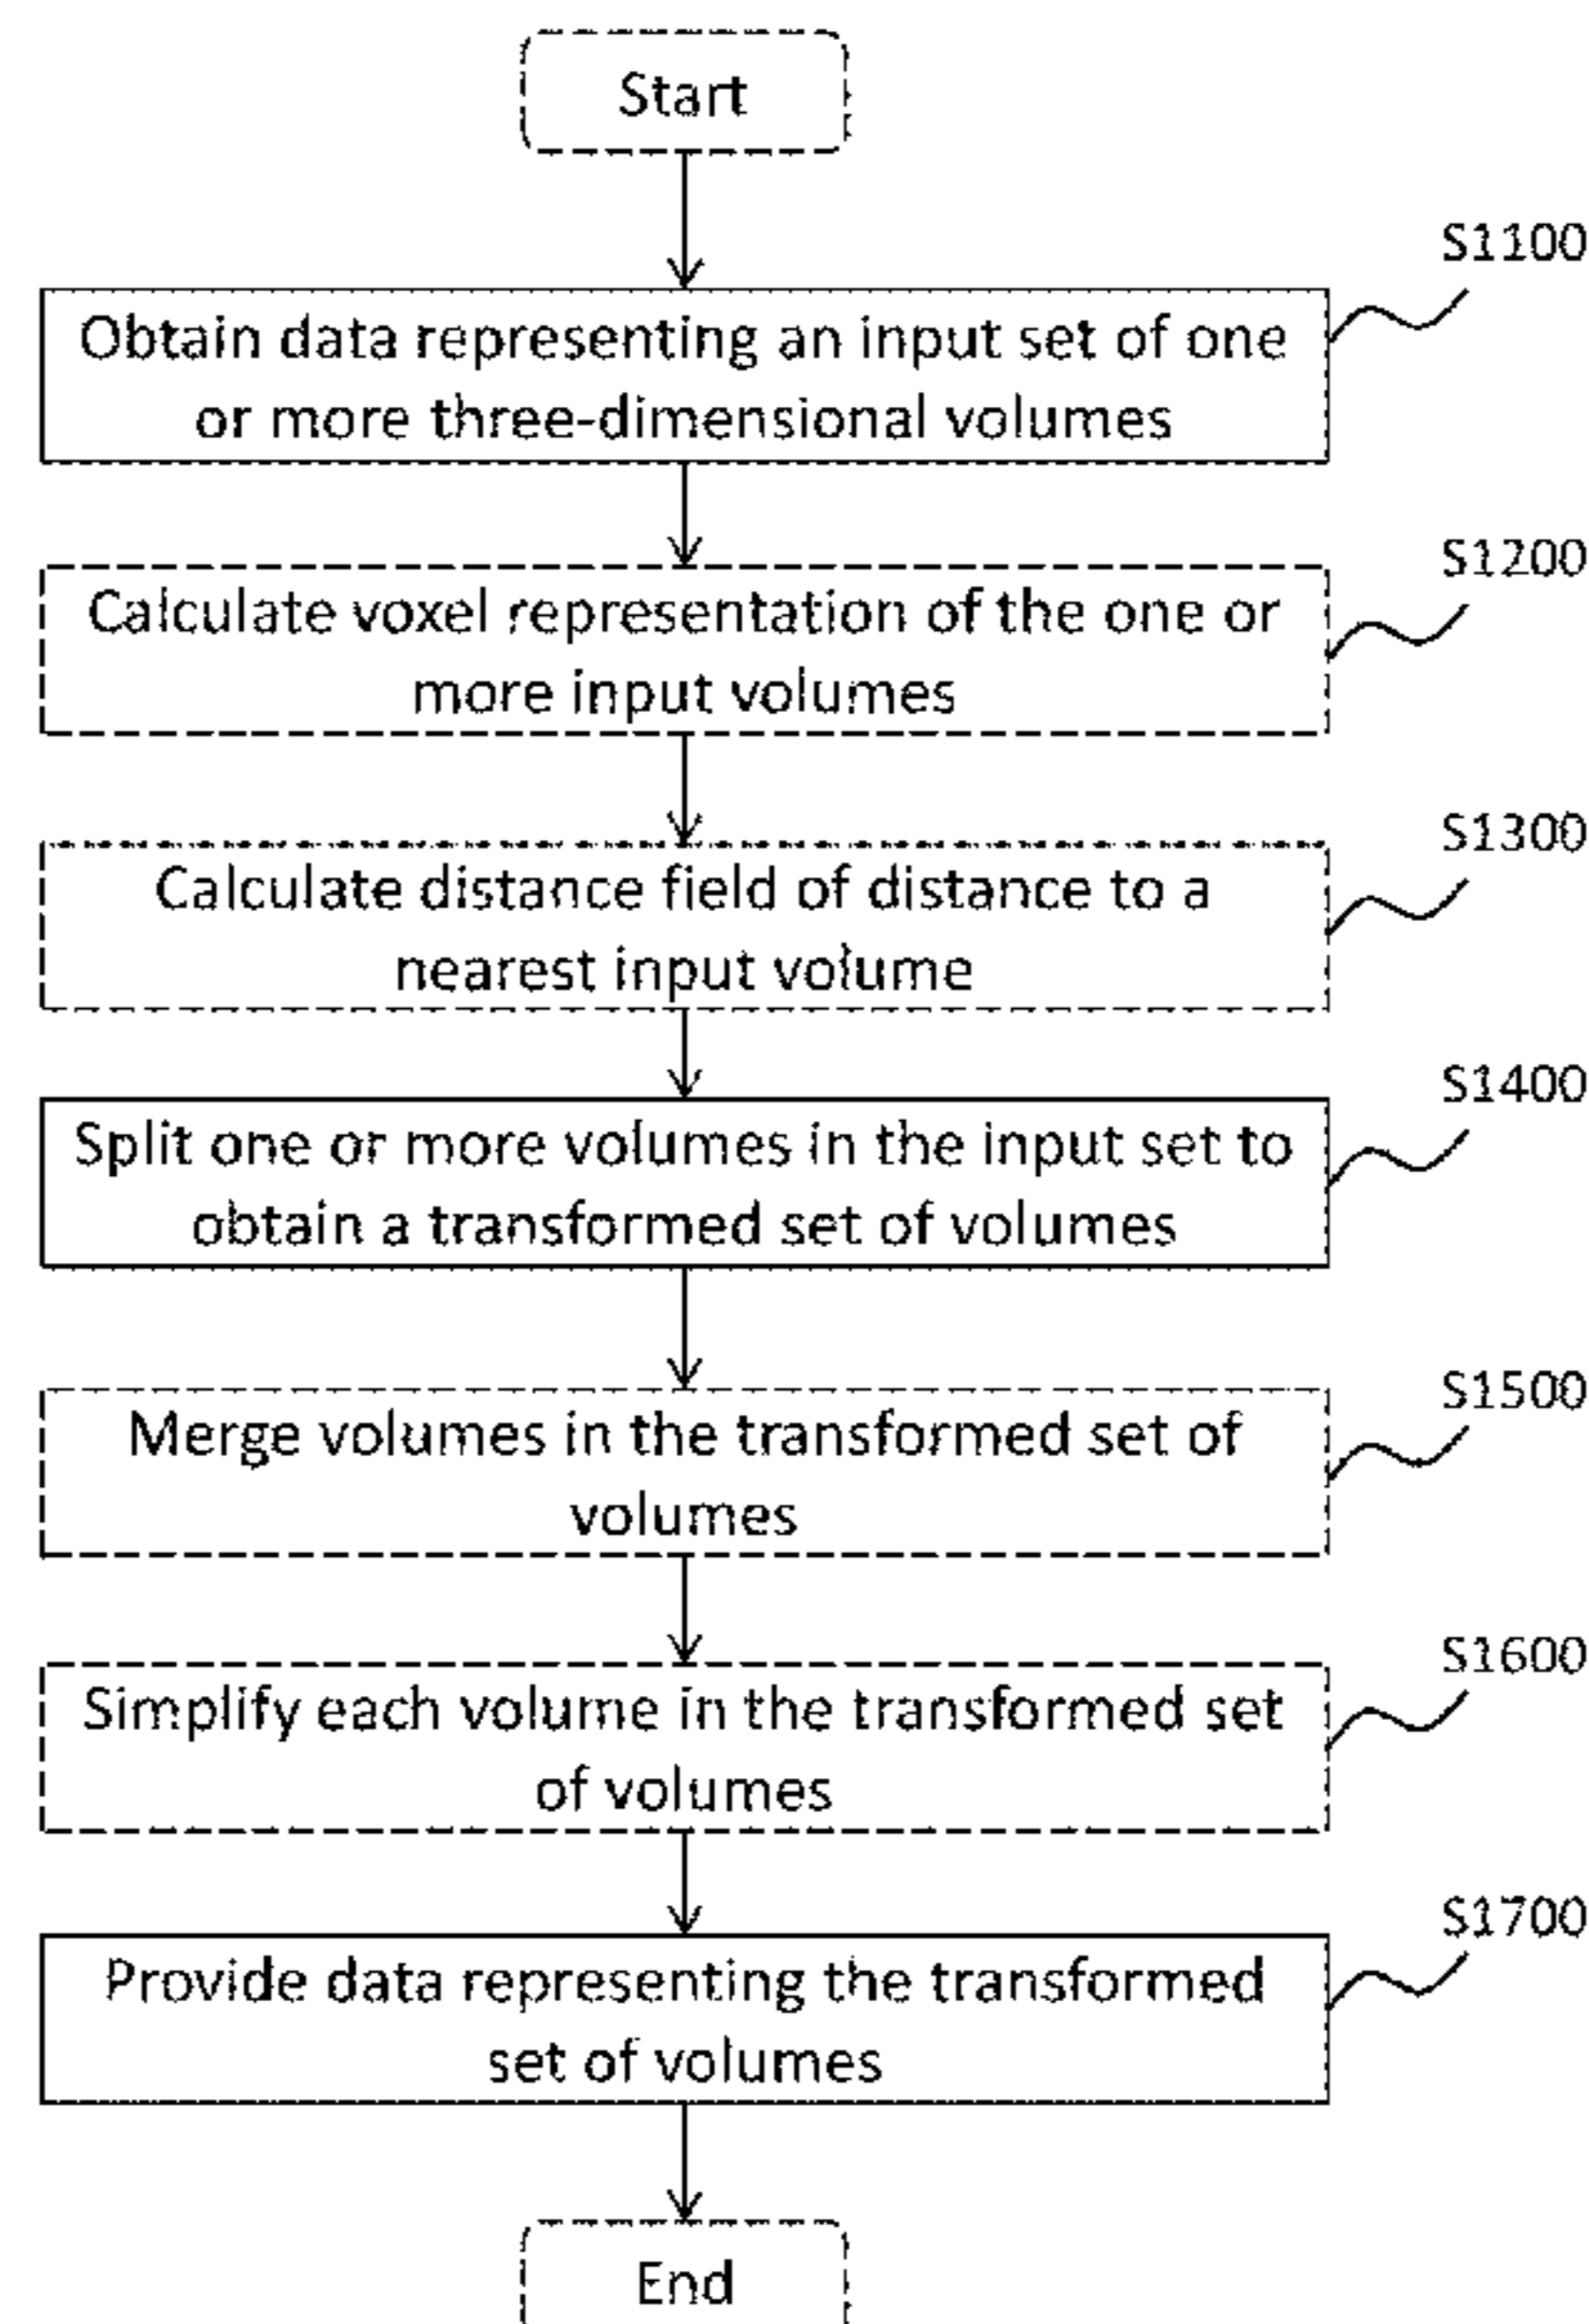 Start
S1100
Obtain data representing an input set of one
or more three-dimensional volumes
S1200
Calculate voxel representation of the one or
more input volumes
S1300
Calculate distance field of distance to a
nearest input volume
S1400
Split one or more volumes in the input set to
obtain a transformed set of volumes
S1500
Merge volumes in the transformed set of
volumes
S1600
Simplify each volume in the transformed set
of volumes
S1700
Provide data representing the transformed
set of volumes
End